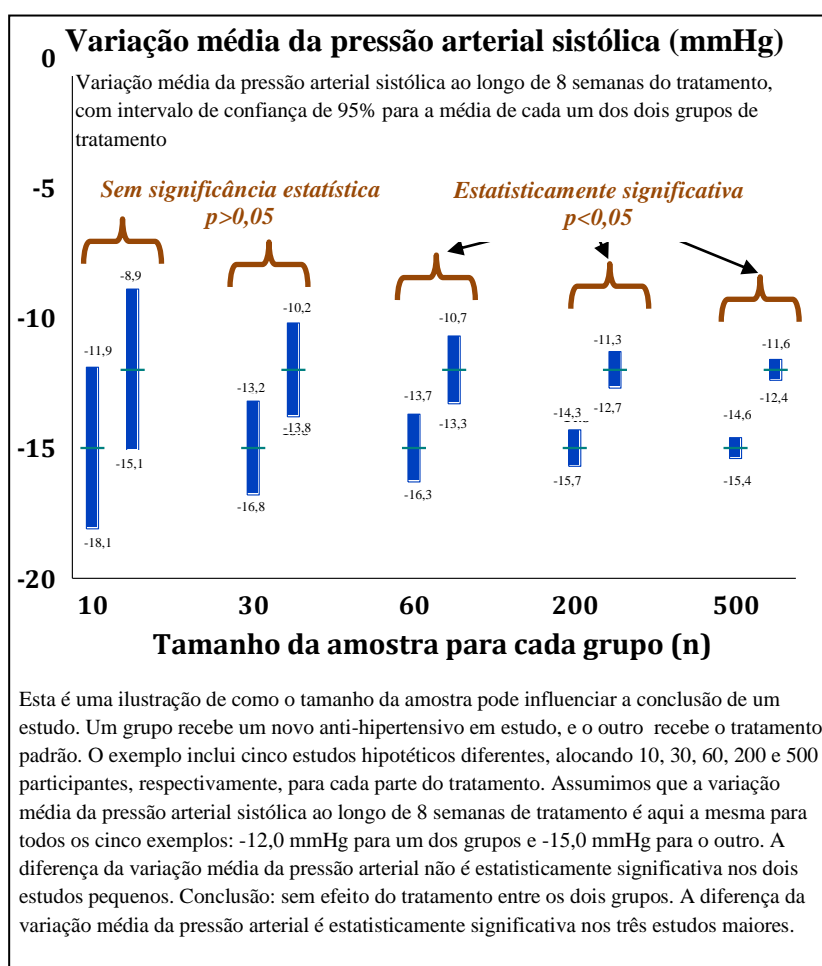 Variação média da pressão arterial sistólica (mmHg)
0
Variação média da pressão arterial sistólica ao longo de 8 semanas do tratamento,
com intervalo de confiança de 95% para a média de cada um dos dois grupos de
tratamento
-5
Sem significância estatística
p>0,05
Estatisticamente significativa
p<0,05
-10
-15
-20
-11,9
-18,1
-8,9
-15,1
-13,2
-16,8
-10,2
-13,8
-13,7
-16,3
-10,7
-13,3
-14,3
-15,7
-11,3
-12,7
-14,6
-15,4
-11,6
-12,4
10 30 60 200 500
Tamanho da amostra para cada grupo (n)
Esta é uma ilustração de como o tamanho da amostra pode influenciar a conclusão de um
estudo. Um grupo recebe um novo anti-hipertensivo em estudo, e o outro recebe o tratamento
padrão. O exemplo inclui cinco estudos hipotéticos diferentes, alocando 10, 30, 60, 200 e 500
participantes, respectivamente, para cada parte do tratamento. Assumimos que a variação
média da pressão arterial sistólica ao longo de 8 semanas de tratamento é aqui a mesma para
todos os cinco exemplos: -12,0 mmHg para um dos grupos e -15,0 mmHg para o outro. A
diferença da variação média da pressão arterial não é estatisticamente significativa nos dois
estudos pequenos. Conclusão: sem efeito do tratamento entre os dois grupos. A diferença da
variação média da pressão arterial é estatisticamente significativa nos três estudos maiores.